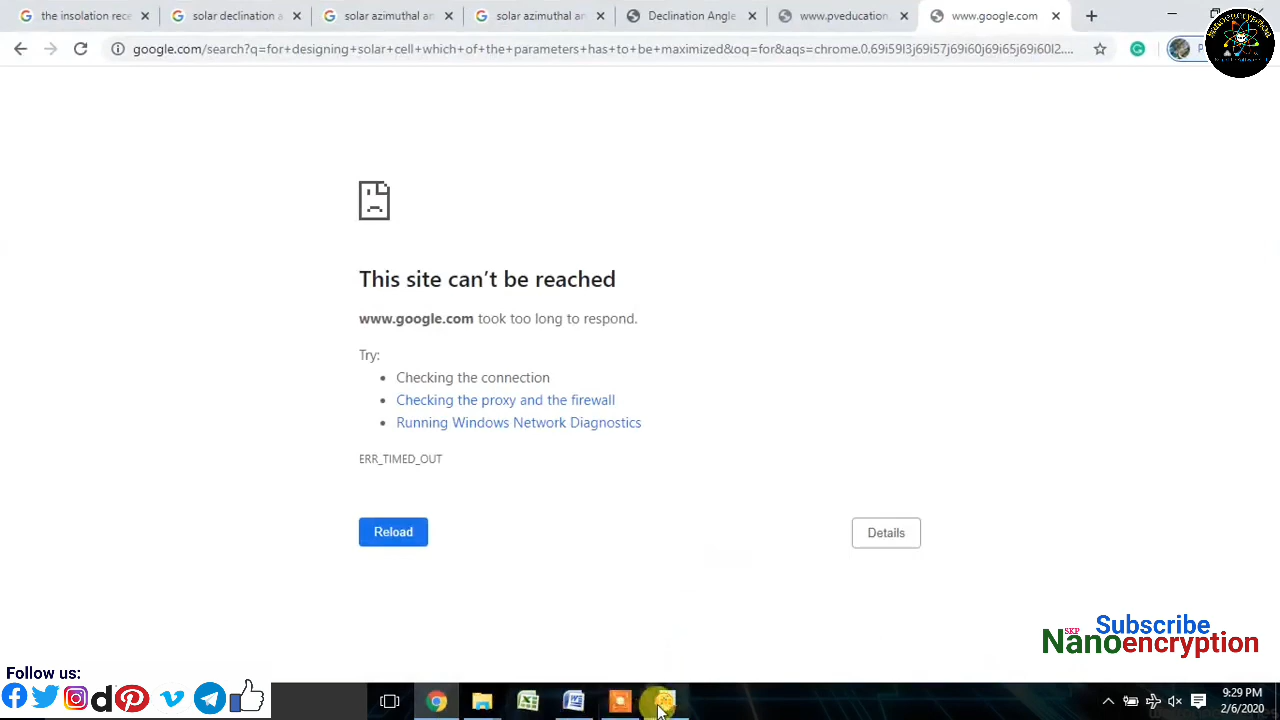 the insolation rece
solar declination a
solar azimuthal an
solar azimuthal an
Declination Angle
www.pveducation
www.google.com
google.com/search?q=for+designing+solar+cell+which+of+the+parameters+has+to+be+maximized&oq=for&aqs=chrome.0.69i59l3j69i57j69i60j69i65j69i60l2....
This site can't be reached
www.google.com took too long to respond.
Try:
• Checking the connection
• Checking the proxy and the firewall
• Running Windows Network Diagnostics
ERR_TIMED_OUT
Reload
Details
Subscribe
SKP
Nanoencryption
Follow us:
9:29 PM
2/6/2020